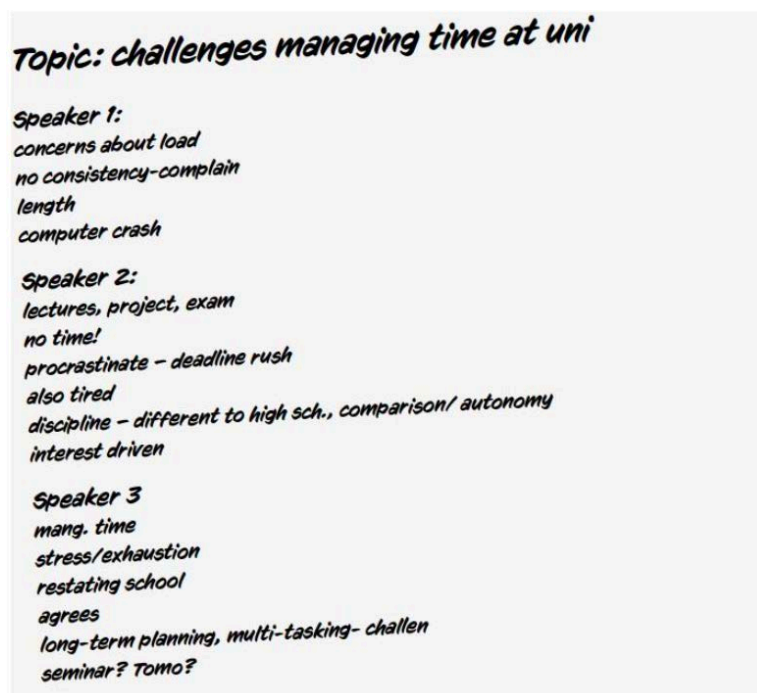 Topic: challenges managing time at uni
Speaker 1:
concerns about load
no consistency-complain
length
computer crash
Speaker 2:
lectures, project, exam
no time!
procrastinate – deadline rush
also tired
discipline – different to high sch., comparison/ autonomy
interest driven
Speaker 3
mang. time
stress/exhaustion
restating school
agrees
long-term planning, multi-tasking- challen
seminar? Tomo?